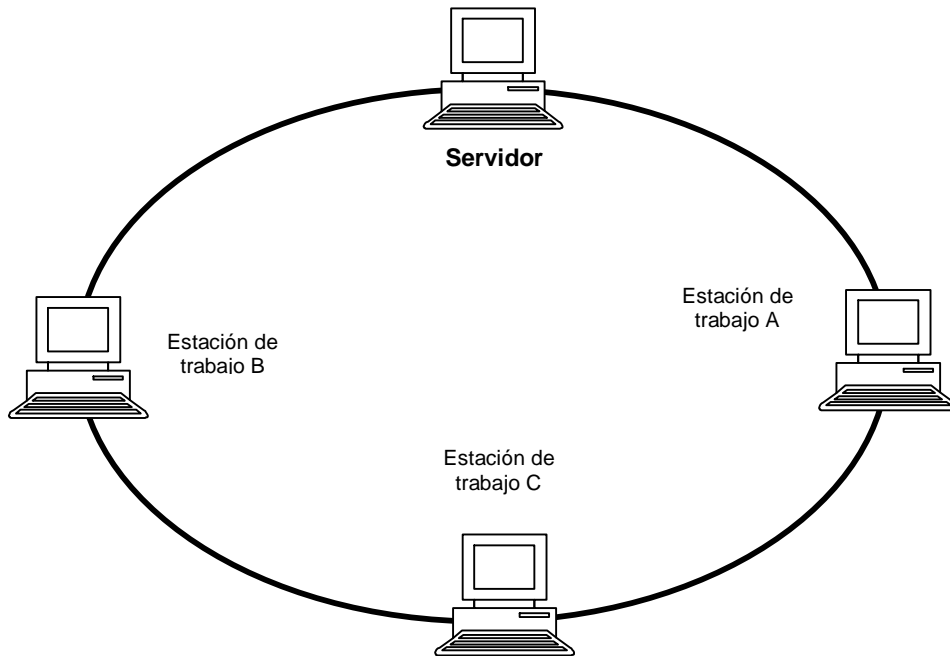 Servidor
Estación de
trabajo A
Estación de
trabajo B
Estación de
trabajo C